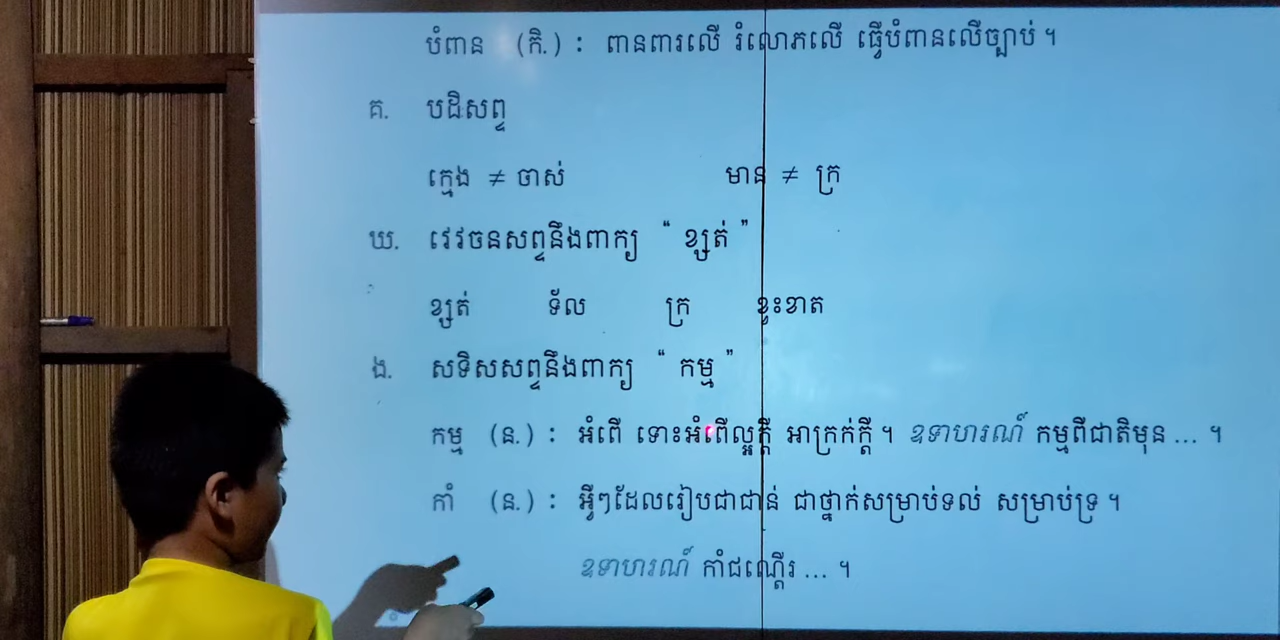 បំពាន (កិ.) ៖ ពានពារលើ រំលោភលើ ធ្វើបំពានលើច្បាប់ ។
គ. បដិសព្ទ
ក្មេង ≠ ចាស់ មាន ≠ ក្រ
ឃ. វេវចនសព្ទនឹងពាក្យ “ ខ្សត់ ”
ខ្សត់ ទ័ល ក្រ ខ្វះខាត
ង. សទិសសព្ទនឹងពាក្យ “ កម្ម ”
កម្ម (ន.) ៖ អំពើ ទោះអំពើល្អក្ដី អាក្រក់ក្ដី ។ ឧទាហរណ៍ កម្មពីជាតិមុន ... ។
កាំ (ន.) ៖ អ្វីៗដែលរៀបជាជាន់ ជាថ្នាក់សម្រាប់ទល់ សម្រាប់ទ្រ ។
ឧទាហរណ៍ កាំជណ្ដើរ ... ។